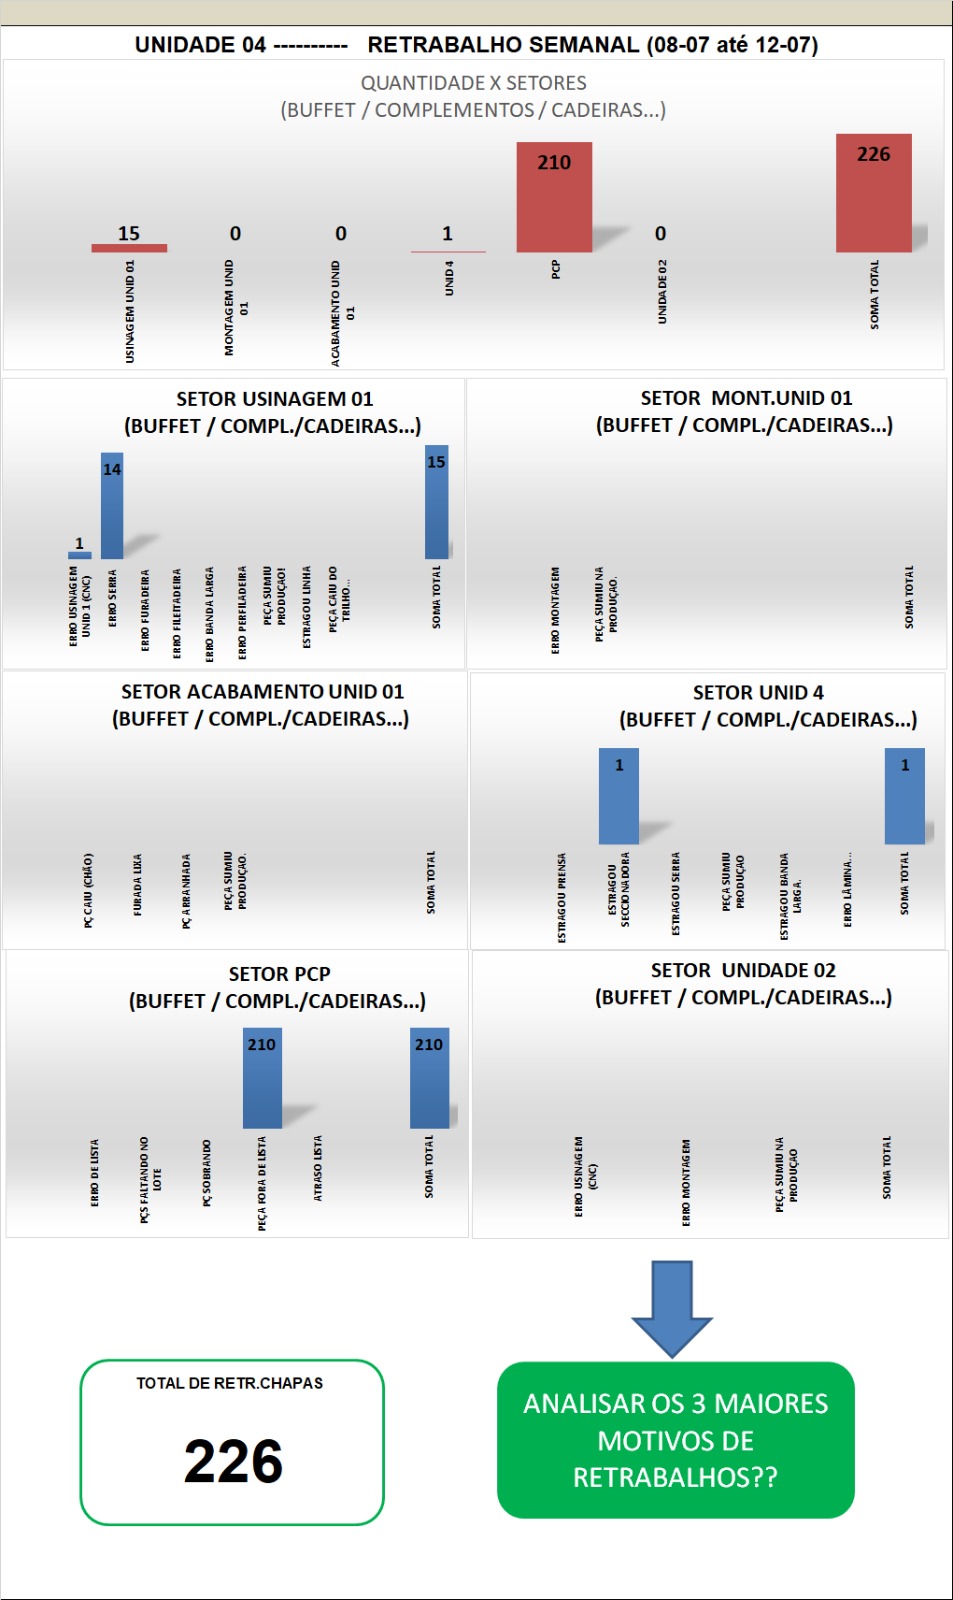 UNIDADE 04 ---------- RETRABALHO SEMANAL (08-07 até 12-07)
QUANTIDADE X SETORES
(BUFFET / COMPLEMENTOS / CADEIRAS...)
15
0
0
1
210
0
226
USINAGEM UNID 01
MONTAGEM UNID
01
ACABAMENTO UNID
01
UNID 4
PCP
UNIDADE 02
SOMA TOTAL
SETOR USINAGEM 01
(BUFFET / COMPL./CADEIRAS...)
1
14
15
ERRO USINAGEM
UNID 1 (CNC)
ERRO SERRA
ERRO FURADEIRA
ERRO FILEITADEIRA
ERRO BANDA LARGA
ERRO PERFILADEIRA
PEÇA SUMIU
PRODUÇAO!
ESTRAGOU LINHA
PEÇA CAIU DO
TRILHO...
SOMA TOTAL
SETOR MONT.UNID 01
(BUFFET / COMPL./CADEIRAS...)
ERRO MONTAGEM
PEÇA SUMIU NA
PRODUÇAO.
SOMA TOTAL
SETOR ACABAMENTO UNID 01
(BUFFET / COMPL./CADEIRAS...)
PÇ CAIU (CHÃO)
FURADA LIXA
PÇ ARRANHADA
PEÇA SUMIU
PRODUÇAO.
SOMA TOTAL
SETOR UNID 4
(BUFFET / COMPL./CADEIRAS...)
1
1
ESTRAGOU PRENSA
ESTRAGOU
SECCIONADORA
ESTRAGOU SERRA
PEÇA SUMIU
PRODUÇAO
ESTRAGOU BANDA
LARGA.
ERRO LÂMINA...
SOMA TOTAL
SETOR PCP
(BUFFET / COMPL./CADEIRAS...)
210
210
ERRO DE LISTA
PÇS FALTANDO NO
LOTE
PÇ SOBRANDO
PEÇA FORA DE LISTA
ATRASO LISTA
SOMA TOTAL
SETOR UNIDADE 02
(BUFFET / COMPL./CADEIRAS...)
ERRO USINAGEM
(CNC)
ERRO MONTAGEM
PEÇA SUMIU NA
PRODUÇAO
SOMA TOTAL
TOTAL DE RETR.CHAPAS
226
ANALISAR OS 3 MAIORES
MOTIVOS DE
RETRABALHOS??